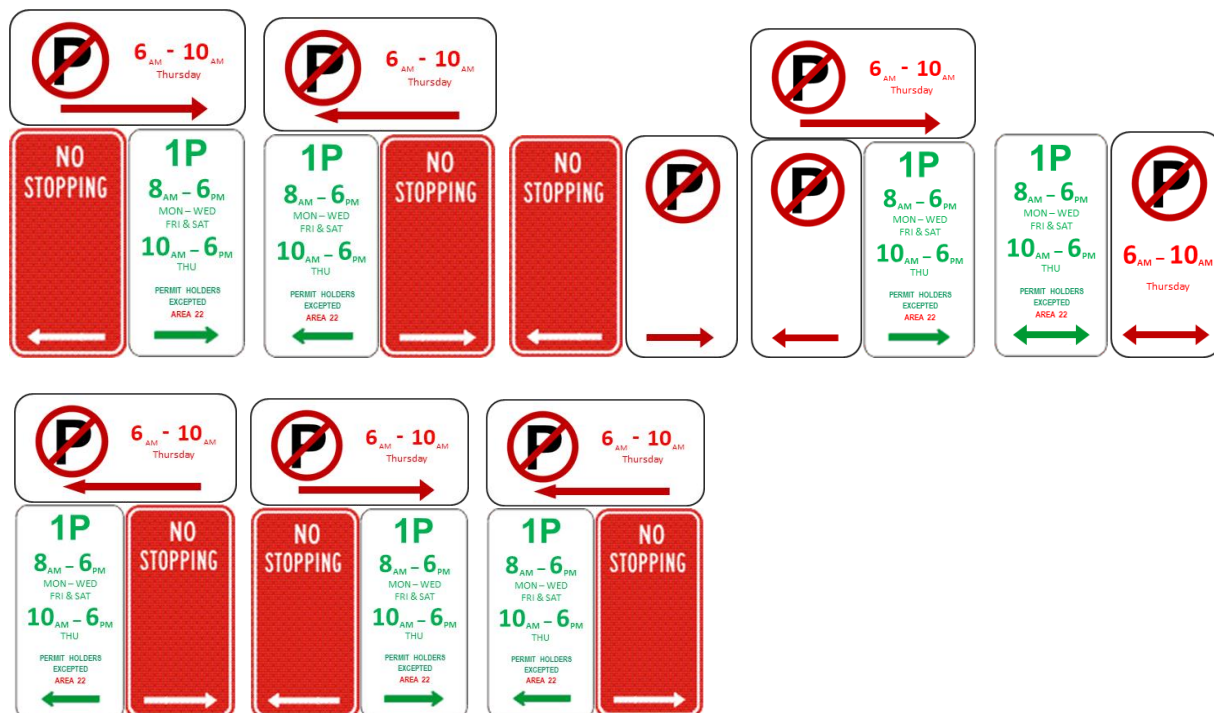 P 6 AM - 10 AM
Thursday
NO
STOPPING
1P
8 AM – 6 PM
MON – WED
FRI & SAT
10 AM – 6 PM
THU
PERMIT HOLDERS
EXCEPTED
AREA 22
P 6 AM - 10 AM
Thursday
1P
8 AM – 6 PM
MON – WED
FRI & SAT
10 AM – 6 PM
THU
PERMIT HOLDERS
EXCEPTED
AREA 22
NO
STOPPING
NO
STOPPING
P
P 6 AM - 10 AM
Thursday
P
1P
8 AM – 6 PM
MON – WED
FRI & SAT
10 AM – 6 PM
THU
PERMIT HOLDERS
EXCEPTED
AREA 22
1P
8 AM – 6 PM
MON – WED
FRI & SAT
10 AM – 6 PM
THU
PERMIT HOLDERS
EXCEPTED
AREA 22
P
6 AM – 10 AM
Thursday
P 6 AM - 10 AM
Thursday
1P
8 AM – 6 PM
MON – WED
FRI & SAT
10 AM – 6 PM
THU
PERMIT HOLDERS
EXCEPTED
AREA 22
NO
STOPPING
P 6 AM - 10 AM
Thursday
NO
STOPPING
1P
8 AM – 6 PM
MON – WED
FRI & SAT
10 AM – 6 PM
THU
PERMIT HOLDERS
EXCEPTED
AREA 22
P 6 AM - 10 AM
Thursday
1P
8 AM – 6 PM
MON – WED
FRI & SAT
10 AM – 6 PM
THU
PERMIT HOLDERS
EXCEPTED
AREA 22
NO
STOPPING